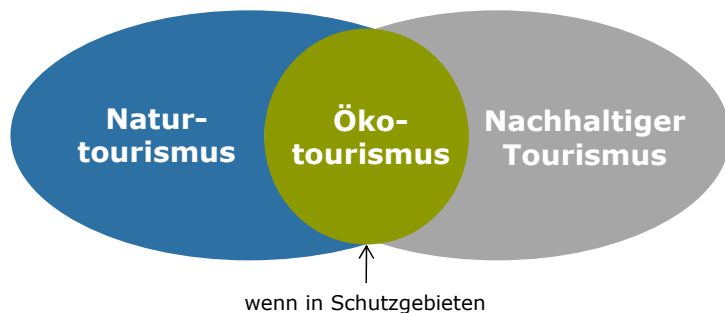 Natur-
tourismus
Öko-
tourismus
Nachhaltiger
Tourismus
wenn in Schutzgebieten